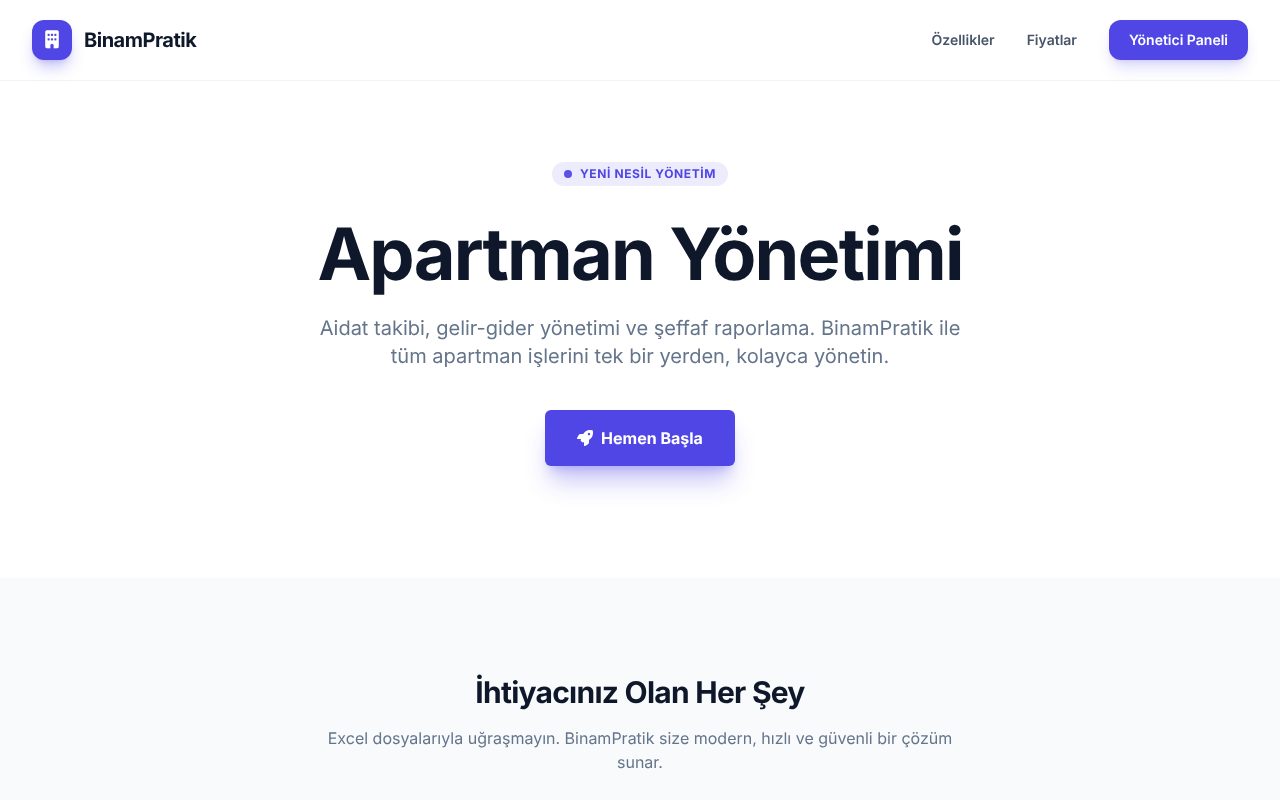 BinamPratik
Özellikler
Fiyatlar
Yönetici Paneli
YENİ NESİL YÖNETİM
Apartman Yönetimi
Aidat takibi, gelir-gider yönetimi ve şeffaf raporlama. BinamPratik ile
tüm apartman işlerini tek bir yerden, kolayca yönetin.
Hemen Başla
İhtiyacınız Olan Her Şey
Excel dosyalarıyla uğraşmayın. BinamPratik size modern, hızlı ve güvenli bir çözüm
sunar.